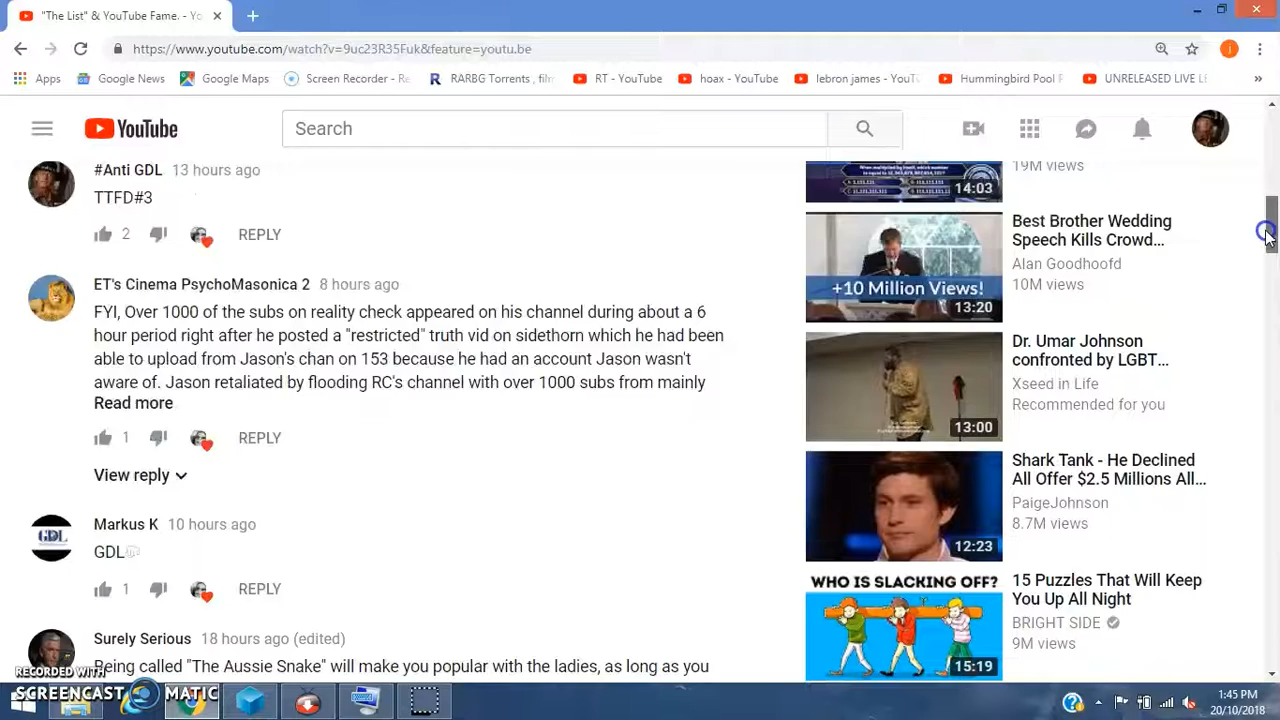 "The List" & YouTube Fame. - Yo
https://www.youtube.com/watch?v=9uc23R35Fuk&feature=youtu.be
Apps Google News Google Maps Screen Recorder - Re RARBG Torrents , film RT - YouTube hoax - YouTube lebron james - YouT Hummingbird Pool UNRELEASED LIVE LE
YouTube
Search
#Anti GDL 13 hours ago
TTFD#3
2 REPLY
ET's Cinema PsychoMasonica 2 8 hours ago
FYI, Over 1000 of the subs on reality check appeared on his channel during about a 6
hour period right after he posted a "restricted" truth vid on sidethorn which he had been
able to upload from Jason's chan on 153 because he had an account Jason wasn't
aware of. Jason retaliated by flooding RC's channel with over 1000 subs from mainly
Read more
1 REPLY
View reply
Markus K 10 hours ago
GDL
GDL
1 REPLY
Surely Serious 18 hours ago (edited)
Being called "The Aussie Snake" will make you popular with the ladies, as long as you
19M views
14:03
Best Brother Wedding
Speech Kills Crowd...
Alan Goodhoofd
10M views
+10 Million Views!
13:20
Dr. Umar Johnson
confronted by LGBT...
Xseed in Life
Recommended for you
13:00
Shark Tank - He Declined
All Offer $2.5 Millions All...
PaigeJohnson
8.7M views
12:23
WHO IS SLACKING OFF?
15 Puzzles That Will Keep
You Up All Night
BRIGHT SIDE
9M views
15:19
RECORDED WITH
SCREENCAST MATIC
1:45 PM
20/10/2018